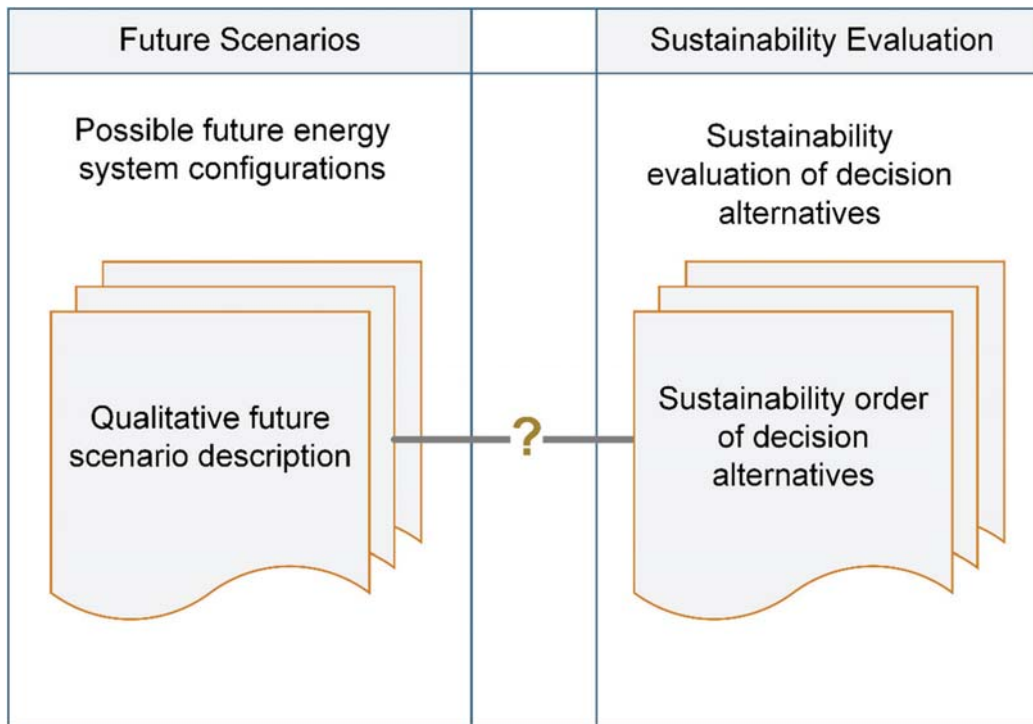 Future Scenarios
Sustainability Evaluation
Possible future energy
system configurations
Sustainability
evaluation of decision
alternatives
Qualitative future
scenario description
?
Sustainability order
of decision
alternatives